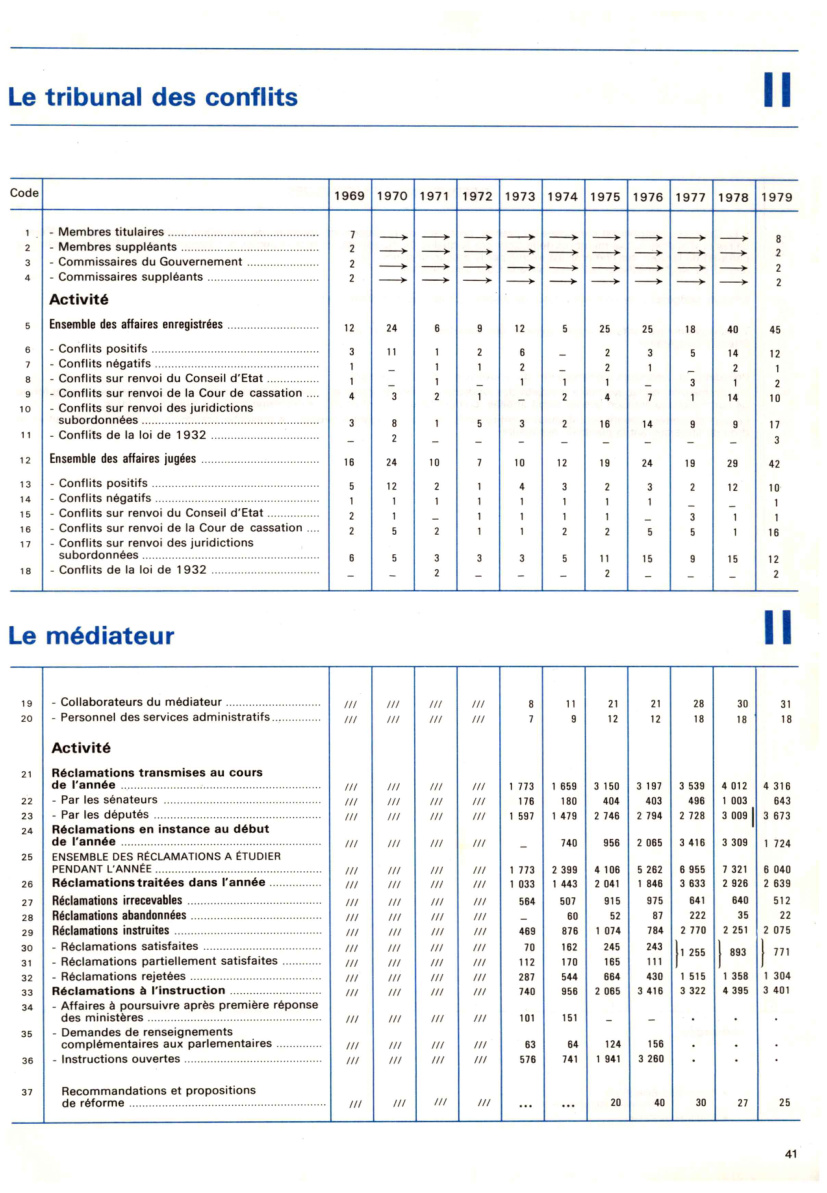 Le tribunal des conflits II
Code 1969 1970 1971 1972 1973 1974 1975 1976 1977 1978 1979
1 - Membres titulaires ... 7 → → → → → → → → → 8
2 - Membres suppléants ... 2 → → → → → → → → → 2
3 - Commissaires du Gouvernement ... 2 → → → → → → → → → 2
4 - Commissaires suppléants ... 2 → → → → → → → → → 2
Activité
5 Ensemble des affaires enregistrées ... 12 24 6 9 12 5 25 25 18 40 45
6 - Conflits positifs ... 3 11 1 2 6 – 2 3 5 14 12
7 - Conflits négatifs ... 1 – 1 1 2 – 2 1 – 2 1
8 - Conflits sur renvoi du Conseil d'Etat ... 1 – 1 – 1 1 1 – 3 1 2
9 - Conflits sur renvoi de la Cour de cassation .... 4 3 2 1 – 2 4 7 1 14 10
10 - Conflits sur renvoi des juridictions
subordonnées ... 3 8 1 5 3 2 16 14 9 9 17
11 - Conflits de la loi de 1932 ... – 2 – – – – – – – – 3
12 Ensemble des affaires jugées ... 16 24 10 7 10 12 19 24 19 29 42
13 - Conflits positifs ... 5 12 2 1 4 3 2 3 2 12 10
14 - Conflits négatifs ... 1 1 1 1 1 1 1 1 – – 1
15 - Conflits sur renvoi du Conseil d'Etat ... 2 1 – 1 1 1 1 – 3 1 1
16 - Conflits sur renvoi de la Cour de cassation .... 2 5 2 1 1 2 2 5 5 1 16
17 - Conflits sur renvoi des juridictions
subordonnées ... 6 5 3 3 3 5 11 15 9 15 12
18 - Conflits de la loi de 1932 ... – – 2 – – – 2 – – – 2
Le médiateur II
19 - Collaborateurs du médiateur ... /// /// /// /// 8 11 21 21 28 30 31
20 - Personnel des services administratifs ... /// /// /// /// 7 9 12 12 18 18 18
Activité
21 Réclamations transmises au cours
de l'année ... /// /// /// /// 1 773 1 659 3 150 3 197 3 539 4 012 4 316
22 - Par les sénateurs ... /// /// /// /// 176 180 404 403 496 1 003 643
23 - Par les députés ... /// /// /// /// 1 597 1 479 2 746 2 794 2 728 3 009 3 673
24 Réclamations en instance au début
de l'année ... /// /// /// /// – 740 956 2 065 3 416 3 309 1 724
25 ENSEMBLE DES RÉCLAMATIONS A ÉTUDIER
PENDANT L'ANNÉE ... /// /// /// /// 1 773 2 399 4 106 5 262 6 955 7 321 6 040
26 Réclamations traitées dans l'année ... /// /// /// /// 1 033 1 443 2 041 1 846 3 633 2 926 2 639
27 Réclamations irrecevables ... /// /// /// /// 564 507 915 975 641 640 512
28 Réclamations abandonnées ... /// /// /// /// – 60 52 87 222 35 22
29 Réclamations instruites ... /// /// /// /// 469 876 1 074 784 2 770 2 251 2 075
30 - Réclamations satisfaites ... /// /// /// /// 70 162 245 243 } 1 255 } 893 } 771
31 - Réclamations partiellement satisfaites ... /// /// /// /// 112 170 165 111
32 - Réclamations rejetées ... /// /// /// /// 287 544 664 430 1 515 1 358 1 304
33 Réclamations à l'instruction ... /// /// /// /// 740 956 2 065 3 416 3 322 4 395 3 401
34 - Affaires à poursuivre après première réponse
des ministères ... /// /// /// /// 101 151 – – . . .
35 - Demandes de renseignements
complémentaires aux parlementaires ... /// /// /// /// 63 64 124 156 . . .
36 - Instructions ouvertes ... /// /// /// /// 576 741 1 941 3 260 . . .
37 Recommandations et propositions
de réforme ... /// /// /// /// ... ... 20 40 30 27 25
41